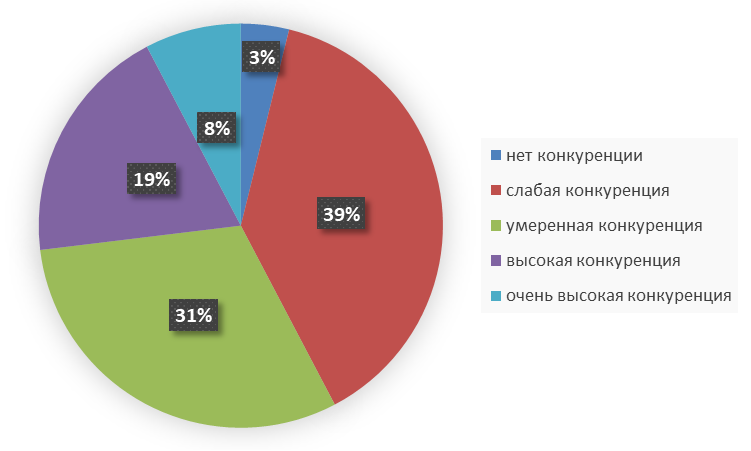 3%
39%
31%
19%
8%
нет конкуренции
слабая конкуренция
умеренная конкуренция
высокая конкуренция
очень высокая конкуренция